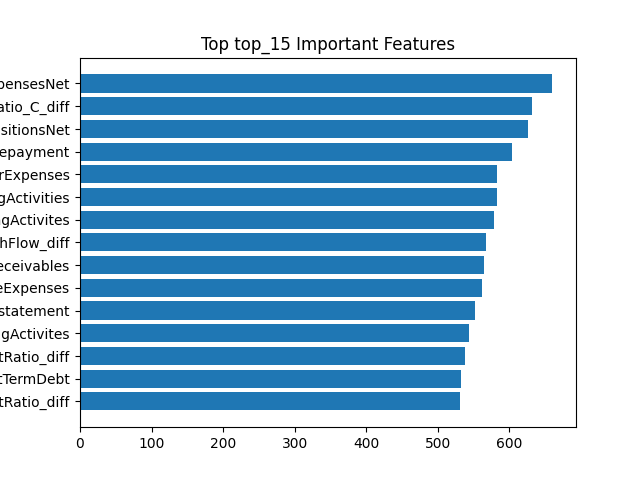 Top top_15 Important Features
pensesNet
atio_C_diff
sitionsNet
epayment
rExpenses
gActivities
gActivites
hFlow_diff
eceivables
eExpenses
statement
gActivites
tRatio_diff
tTermDebt
tRatio_diff
0 100 200 300 400 500 600